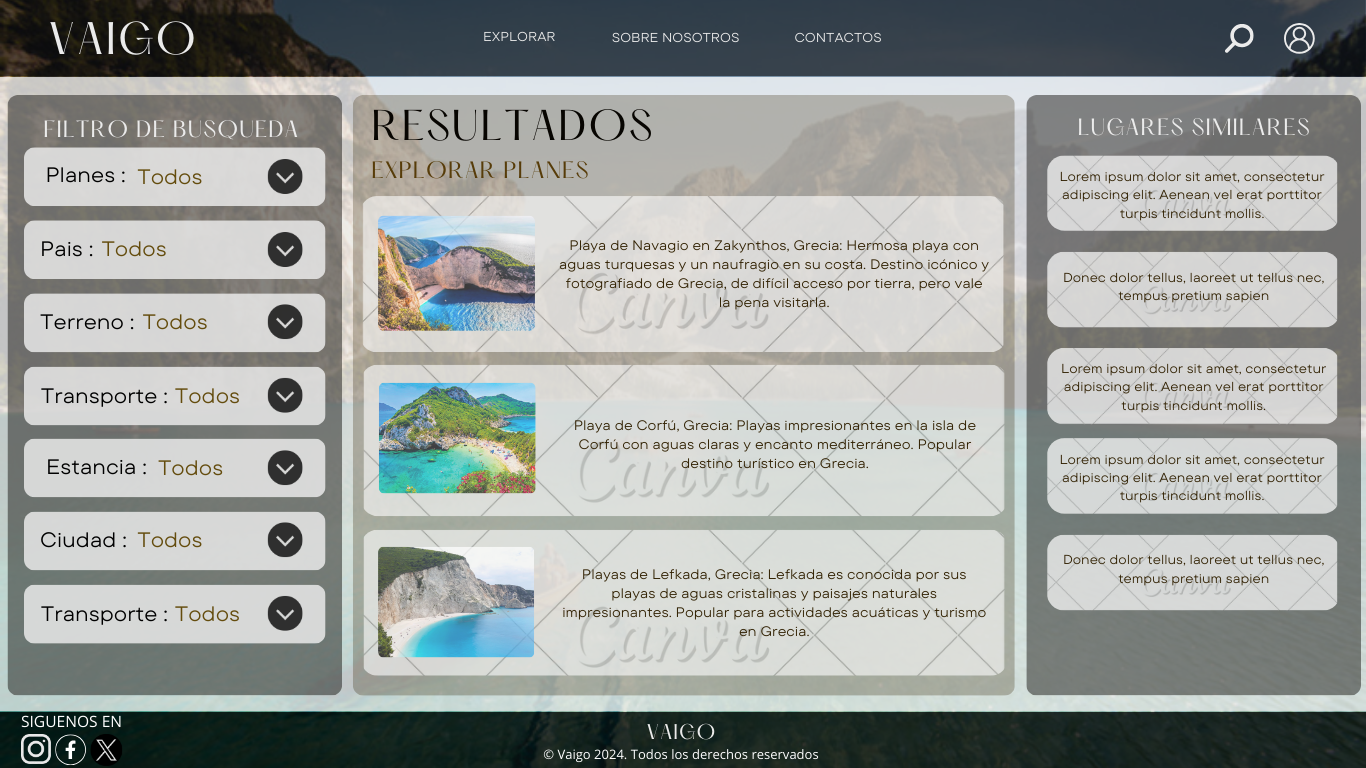 VAIGO
EXPLORAR
SOBRE NOSOTROS
CONTACTOS
FILTRO DE BUSQUEDA
Planes : Todos
Pais : Todos
Terreno : Todos
Transporte : Todos
Estancia : Todos
Ciudad : Todos
Transporte : Todos
RESULTADOS
EXPLORAR PLANES
Playa de Navagio en Zakynthos, Grecia: Hermosa playa con
aguas turquesas y un naufragio en su costa. Destino icónico y
fotografiado de Grecia, de difícil acceso por tierra, pero vale
la pena visitarla.
Canva
Playa de Corfú, Grecia: Playas impresionantes en la isla de
Corfú con aguas claras y encanto mediterráneo. Popular
destino turístico en Grecia.
Canva
Playas de Lefkada, Grecia: Lefkada es conocida por sus
playas de aguas cristalinas y paisajes naturales
impresionantes. Popular para actividades acuáticas y turismo
en Grecia.
Canva
LUGARES SIMILARES
Lorem ipsum dolor sit amet, consectetur
adipiscing elit. Aenean vel erat porttitor
turpis tincidunt mollis.
Canva
Donec dolor tellus, laoreet ut tellus nec,
tempus pretium sapien
Canva
Lorem ipsum dolor sit amet, consectetur
adipiscing elit. Aenean vel erat porttitor
turpis tincidunt mollis.
Canva
Lorem ipsum dolor sit amet, consectetur
adipiscing elit. Aenean vel erat porttitor
turpis tincidunt mollis.
Canva
Donec dolor tellus, laoreet ut tellus nec,
tempus pretium sapien
Canva
SIGUENOS EN
VAIGO
© Vaigo 2024. Todos los derechos reservados